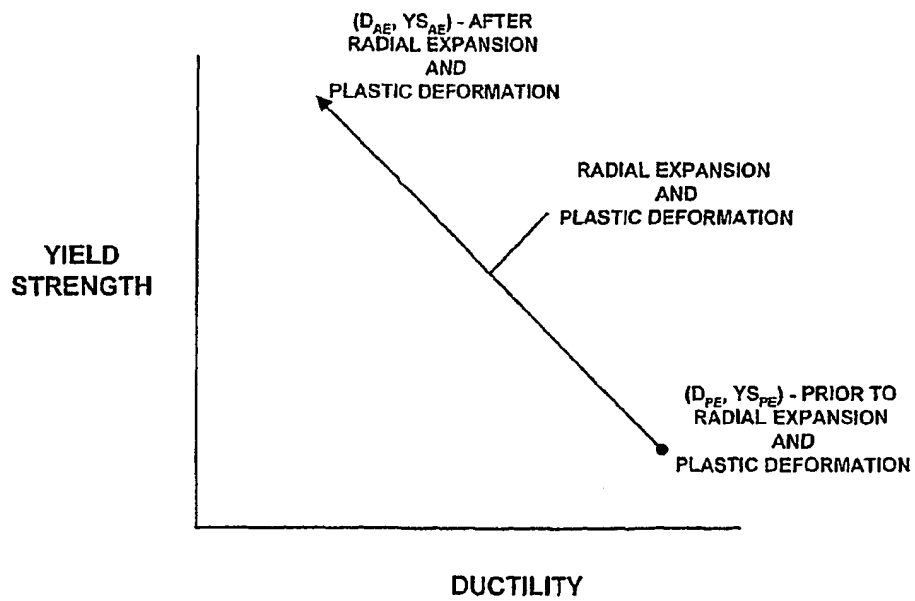 (D_AE, YS_AE) - AFTER
RADIAL EXPANSION
AND
PLASTIC DEFORMATION
RADIAL EXPANSION
AND
PLASTIC DEFORMATION
YIELD
STRENGTH
(D_PE, YS_PE) - PRIOR TO
RADIAL EXPANSION
AND
PLASTIC DEFORMATION
DUCTILITY